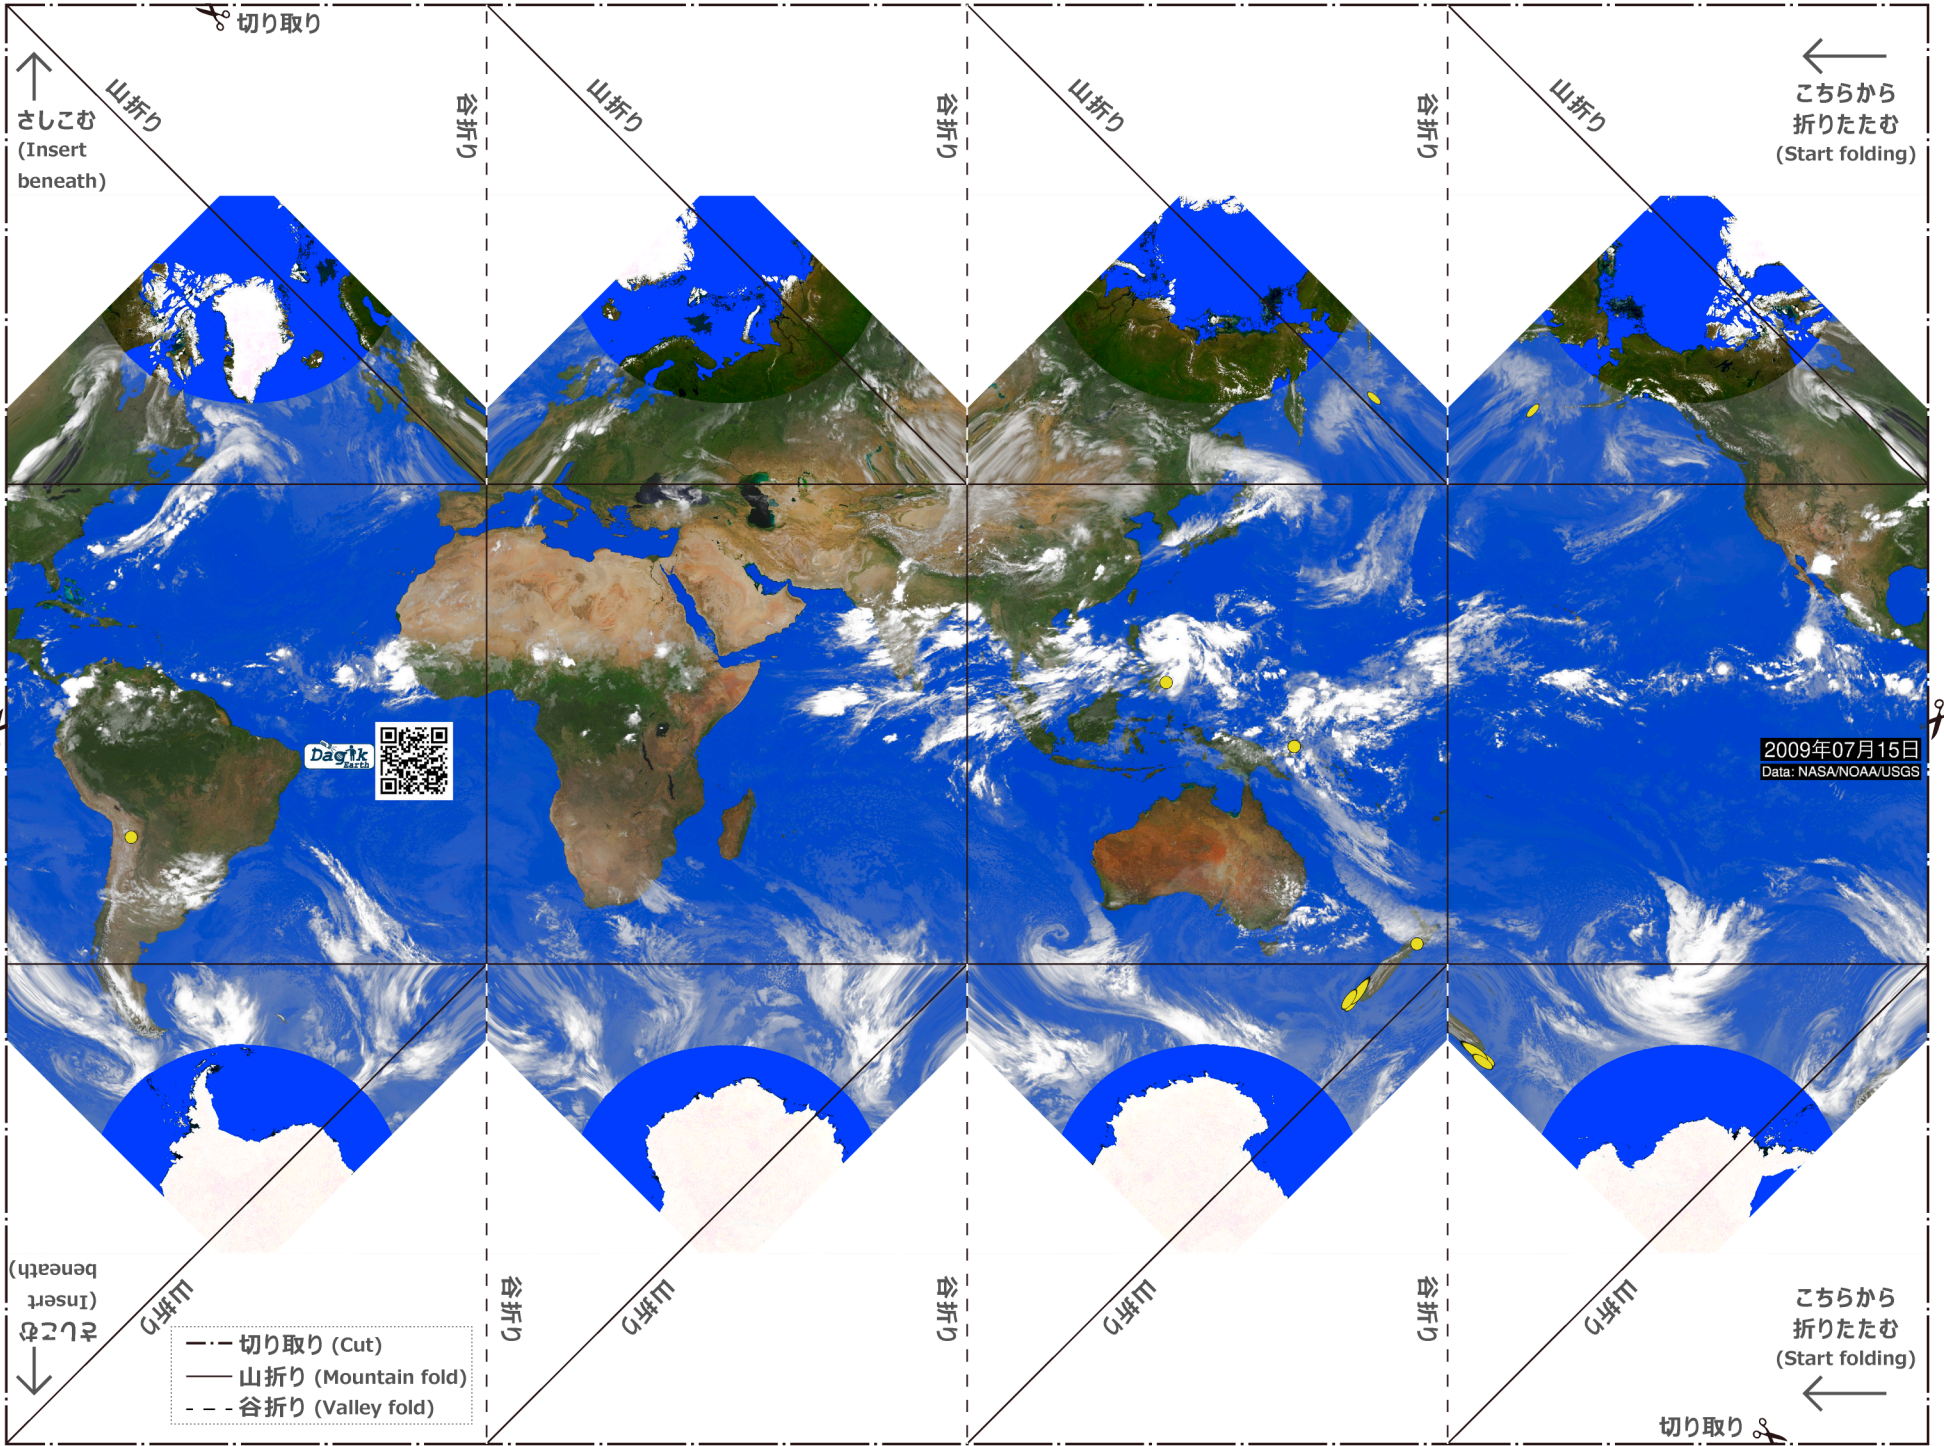 切り取り
山折り
谷折り
山折り
谷折り
山折り
谷折り
山折り
さしこむ
(Insert
beneath)
こちらから
折りたたむ
(Start folding)
Dagik
Earth
2009年07月15日
Data: NASA/NOAA/USGS
さしこむ
(Insert
beneath)
山折り
谷折り
山折り
谷折り
山折り
谷折り
山折り
こちらから
折りたたむ
(Start folding)
切り取り (Cut)
山折り (Mountain fold)
谷折り (Valley fold)
切り取り